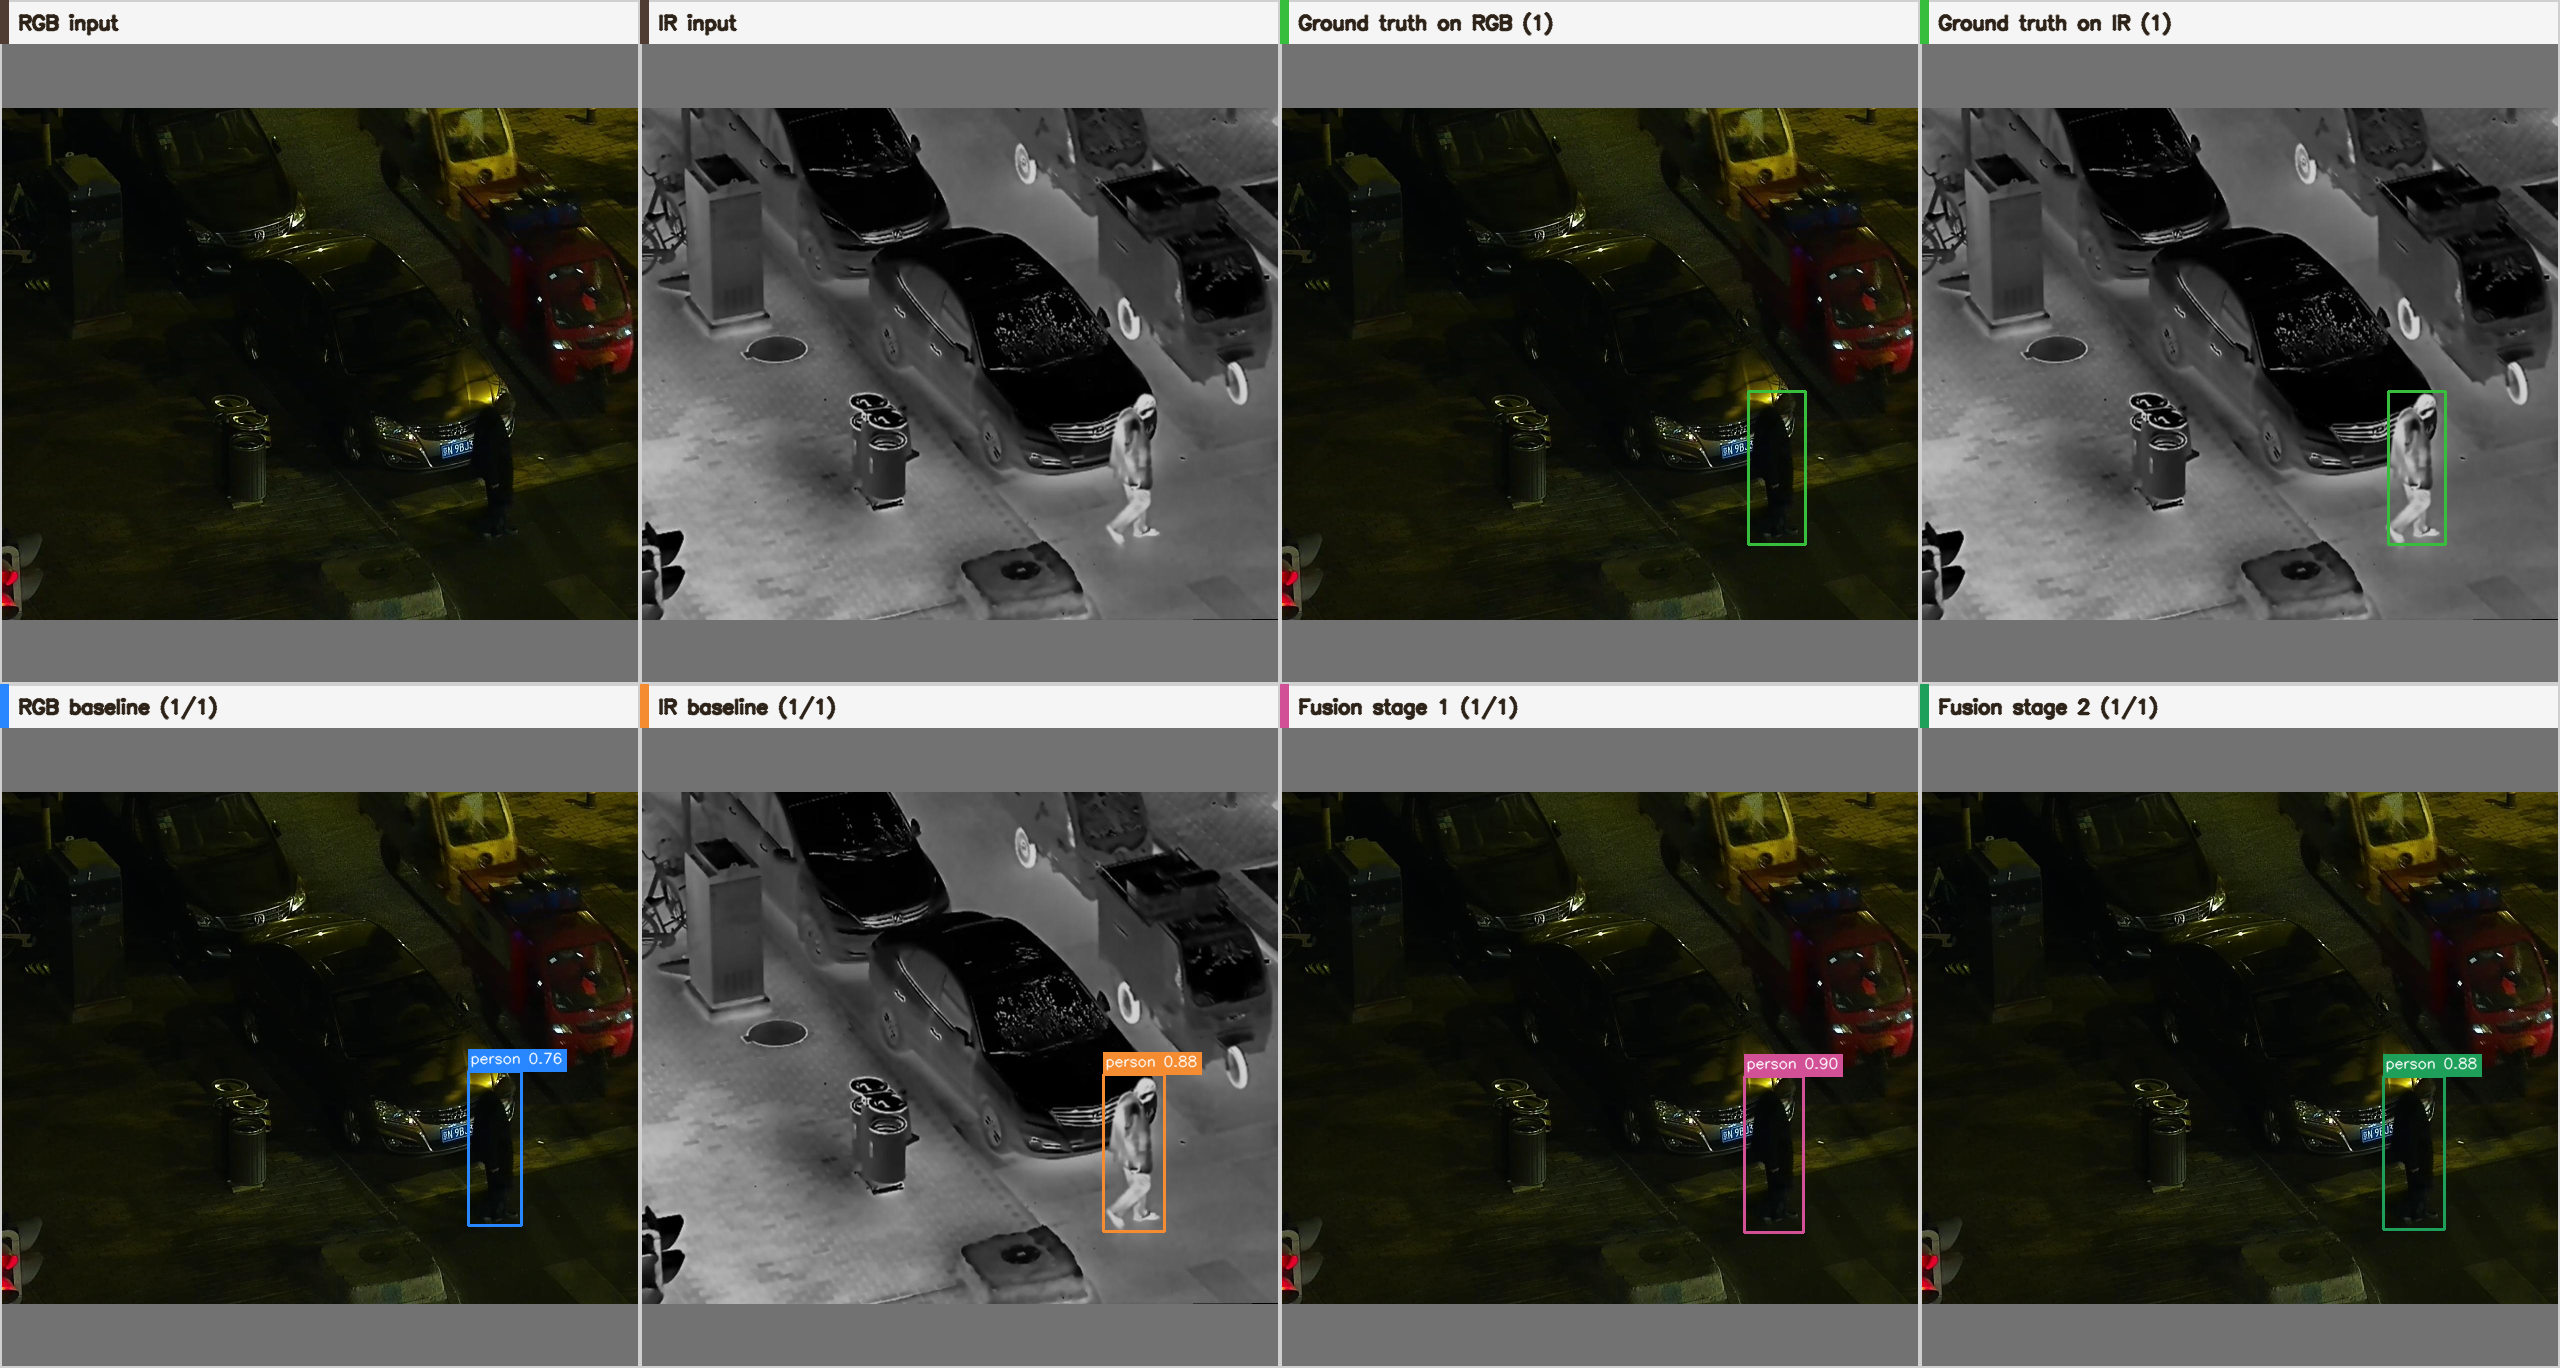 RGB input
IR input
Ground truth on RGB (1)
Ground truth on IR (1)
RGB baseline (1/1)
IR baseline (1/1)
Fusion stage 1 (1/1)
Fusion stage 2 (1/1)
person 0.76
person 0.88
person 0.90
person 0.88